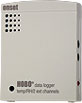 onset
HOBO® data logger
temp/RH/2 ext channels